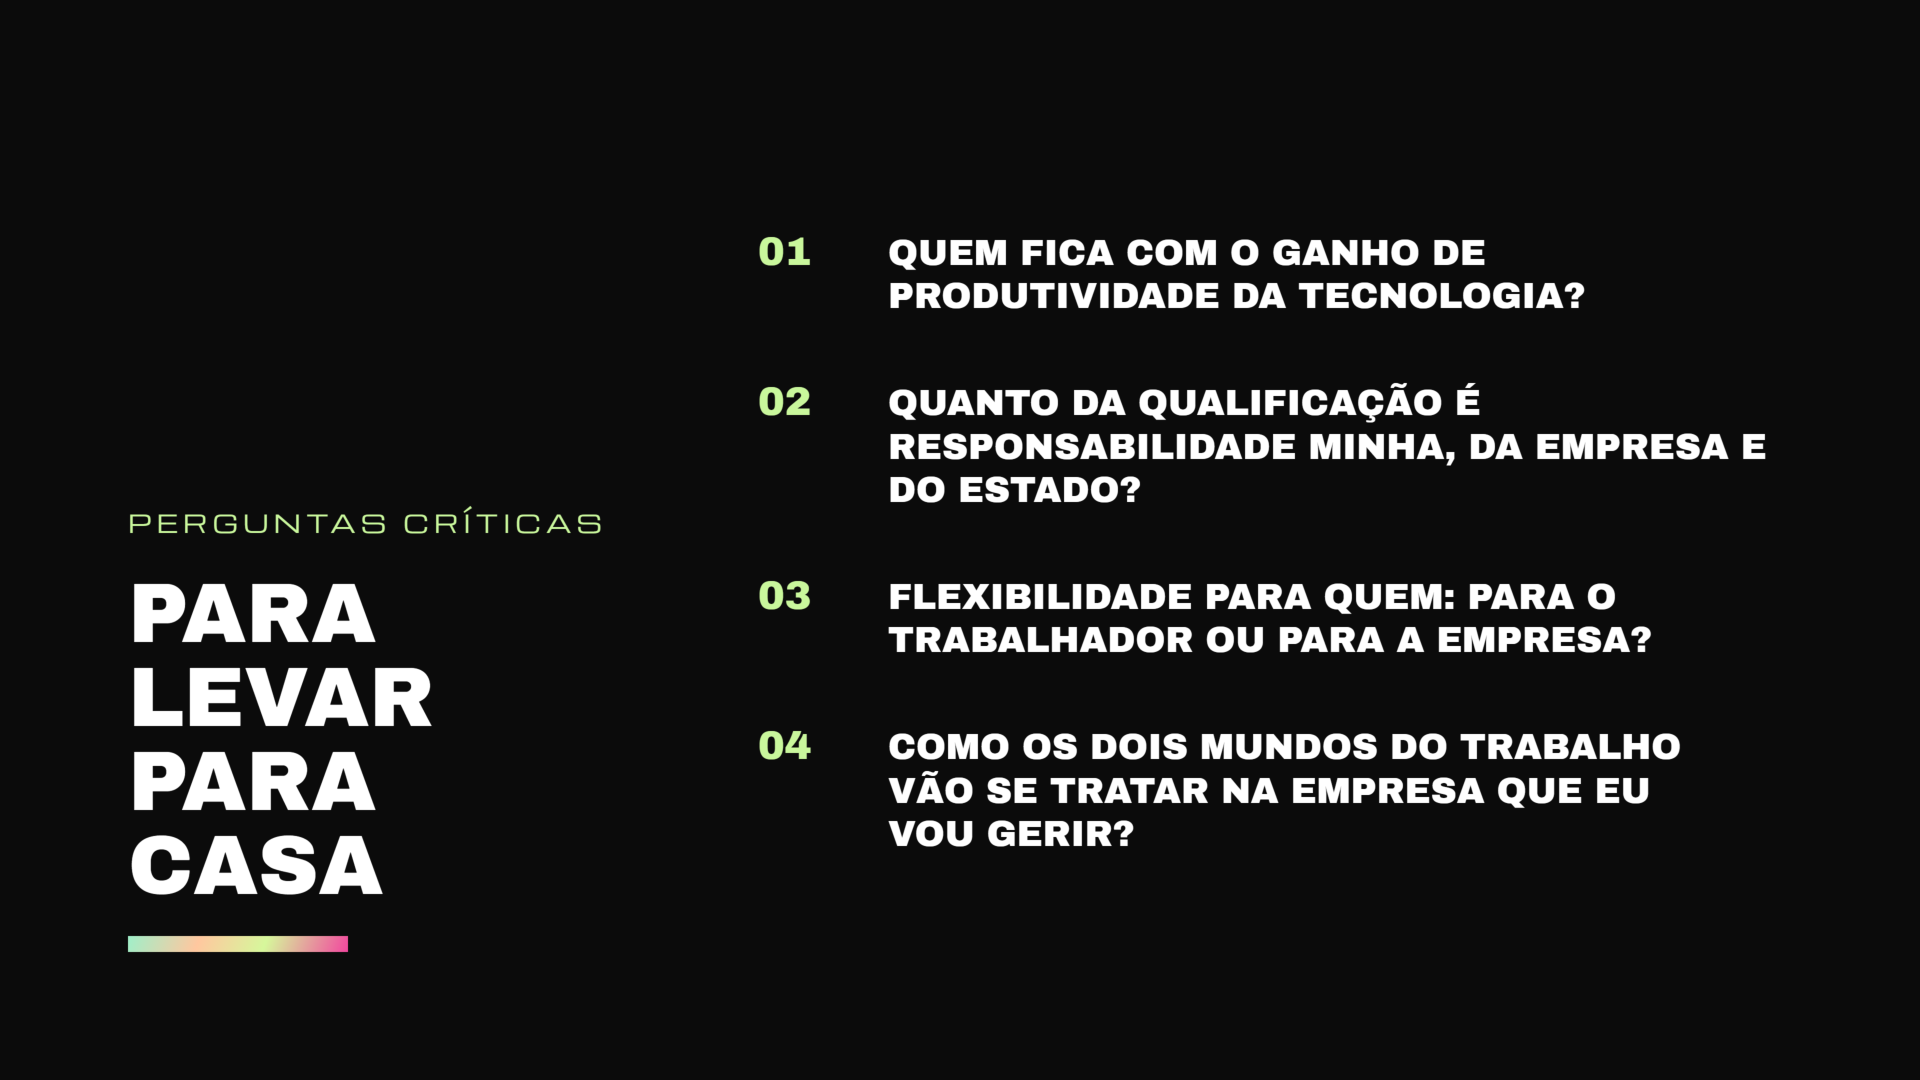 PERGUNTAS CRÍTICAS
PARA
LEVAR
PARA
CASA
01
QUEM FICA COM O GANHO DE
PRODUTIVIDADE DA TECNOLOGIA?
02
QUANTO DA QUALIFICAÇÃO É
RESPONSABILIDADE MINHA, DA EMPRESA E
DO ESTADO?
03
FLEXIBILIDADE PARA QUEM: PARA O
TRABALHADOR OU PARA A EMPRESA?
04
COMO OS DOIS MUNDOS DO TRABALHO
VÃO SE TRATAR NA EMPRESA QUE EU
VOU GERIR?